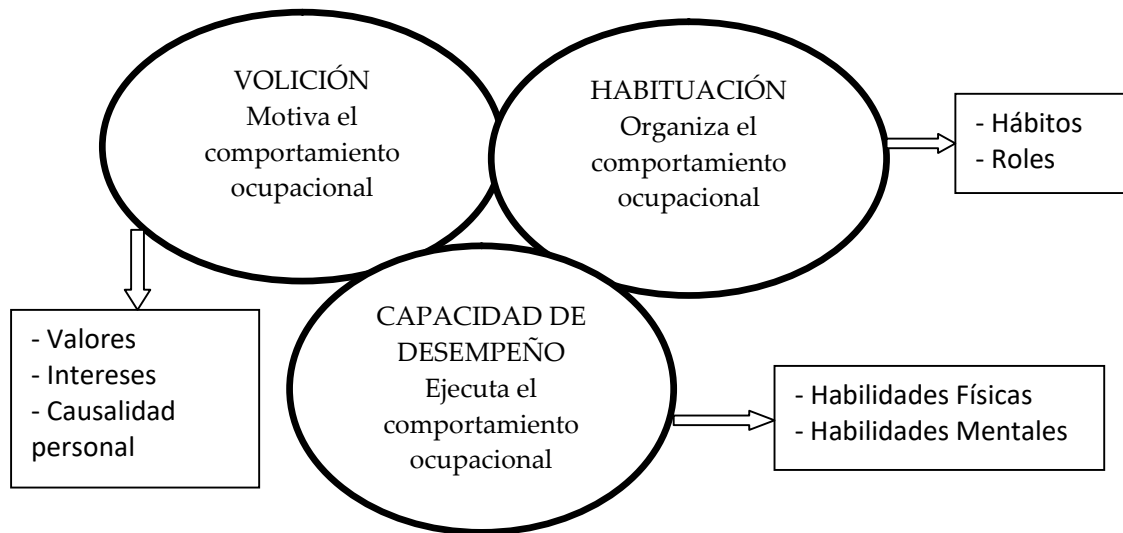 VOLICIÓN
Motiva el
comportamiento
ocupacional
HABITUACIÓN
Organiza el
comportamiento
ocupacional
- Hábitos
- Roles
- Valores
- Intereses
- Causalidad
personal
CAPACIDAD DE
DESEMPEÑO
Ejecuta el
comportamiento
ocupacional
- Habilidades Físicas
- Habilidades Mentales